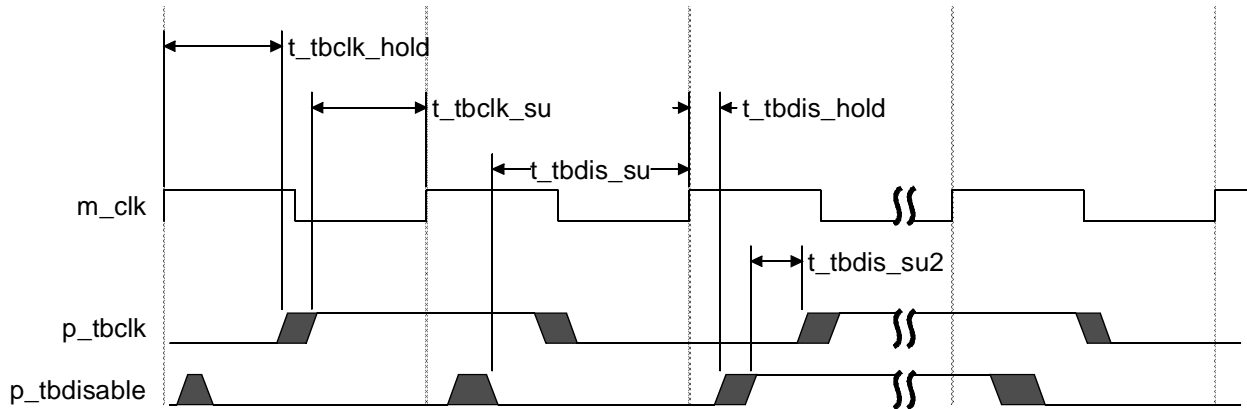 t_tbclk_hold
t_tbclk_su
t_tbdis_hold
t_tbdis_su
m_clk
t_tbdis_su2
p_tbclk
p_tbdisable